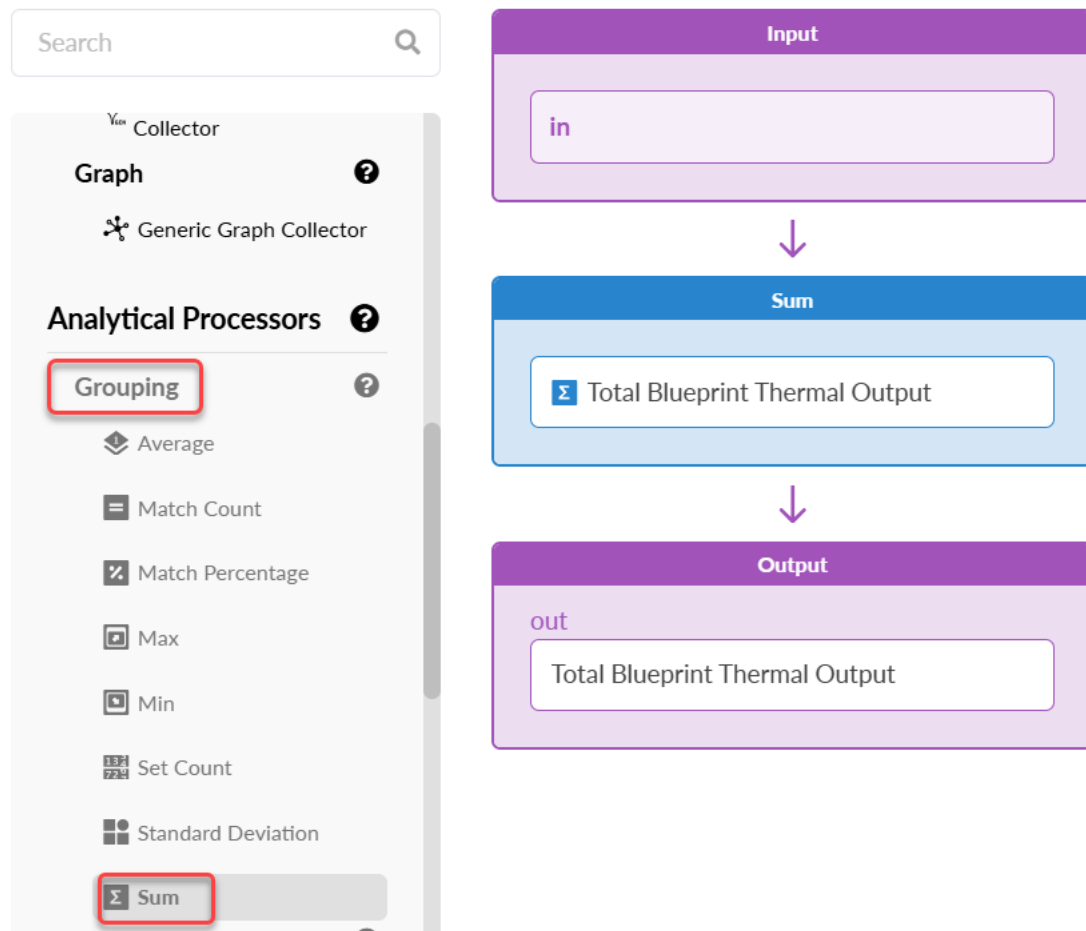 Search
Collector
Graph
Generic Graph Collector
Analytical Processors
Grouping
Average
Match Count
Match Percentage
Max
Min
Set Count
Standard Deviation
Σ Sum
Input
in
Sum
Σ Total Blueprint Thermal Output
Output
out
Total Blueprint Thermal Output